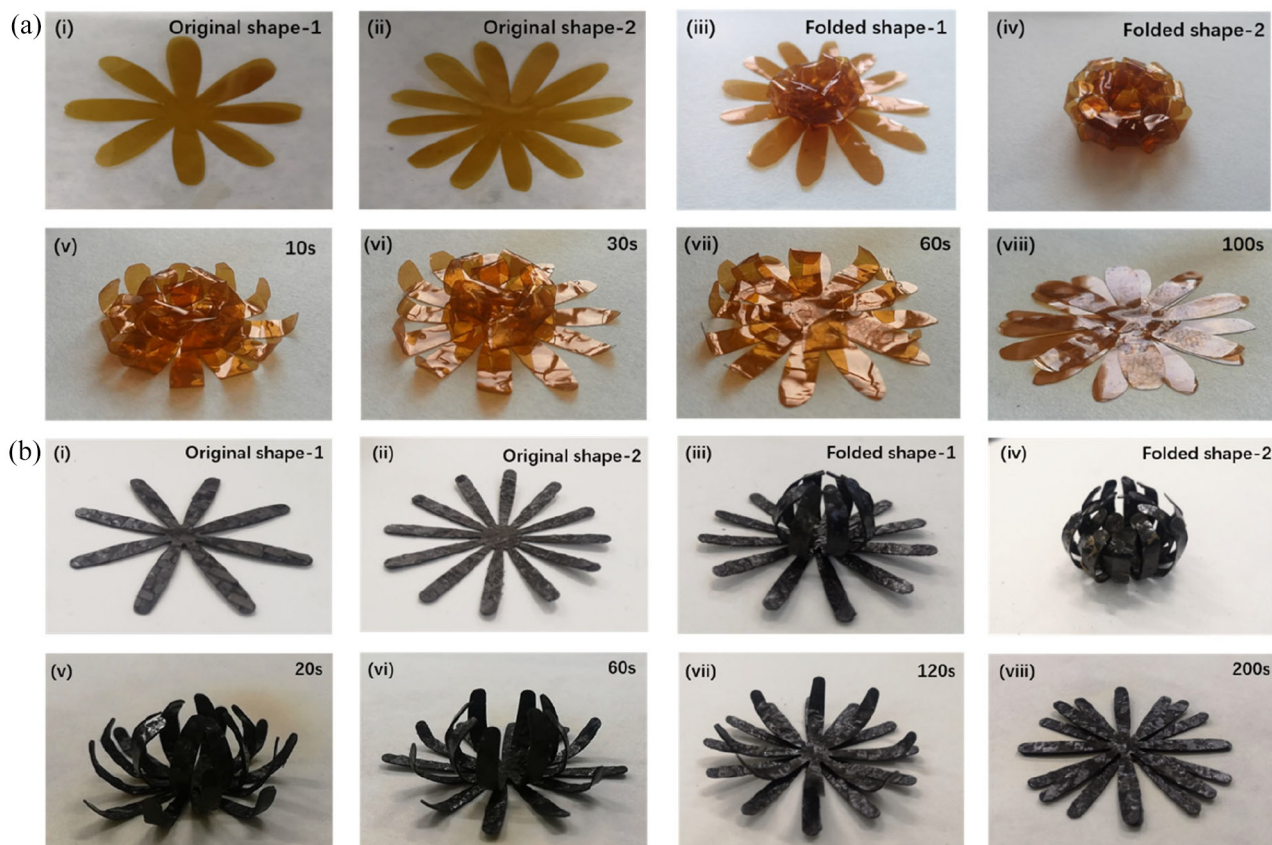 (a)
(i) Original shape-1
(ii) Original shape-2
(iii) Folded shape-1
(iv) Folded shape-2
(v) 10s
(vi) 30s
(vii) 60s
(viii) 100s
(b)
(i) Original shape-1
(ii) Original shape-2
(iii) Folded shape-1
(iv) Folded shape-2
(v) 20s
(vi) 60s
(vii) 120s
(viii) 200s